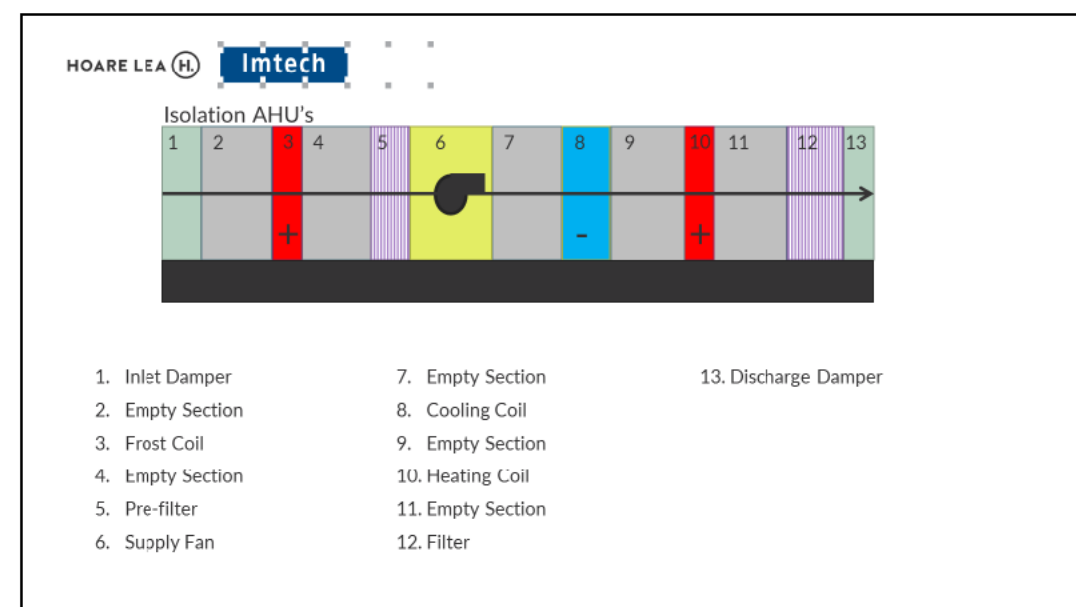 HOARE LEA H. Imtech
Isolation AHU's
1 2 3 4 5 6 7 8 9 10 11 12 13
+ - +
1. Inlet Damper
2. Empty Section
3. Frost Coil
4. Empty Section
5. Pre-filter
6. Supply Fan
7. Empty Section
8. Cooling Coil
9. Empty Section
10. Heating Coil
11. Empty Section
12. Filter
13. Discharge Damper